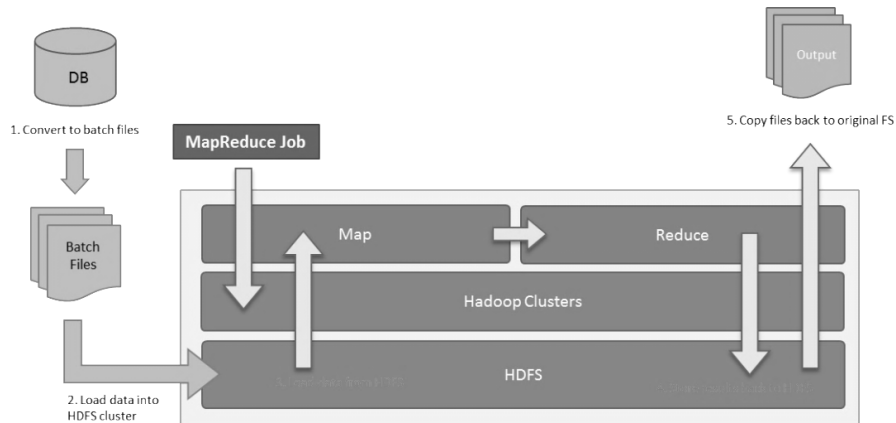 DB
Output
1. Convert to batch files
5. Copy files back to original FS
MapReduce Job
Map
Reduce
Batch
Files
Hadoop Clusters
HDFS
2. Load data into
HDFS cluster